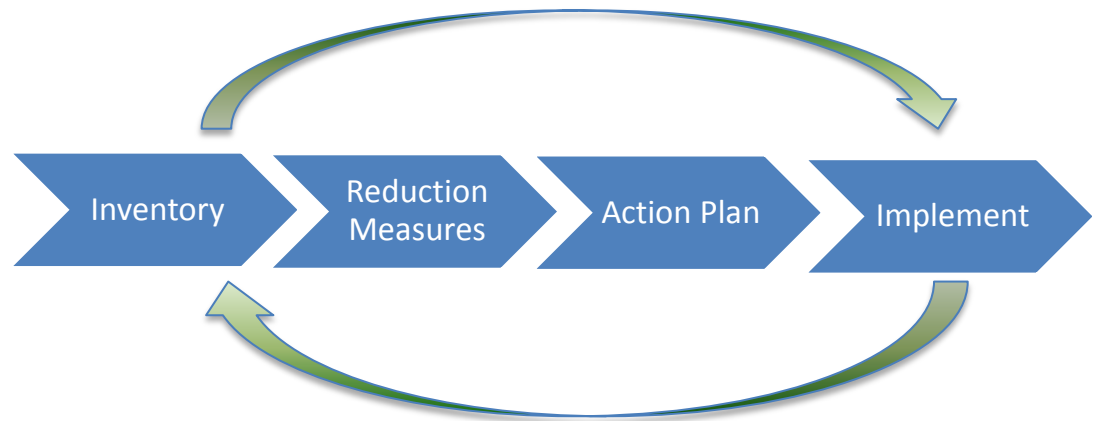 Inventory
Reduction
Measures
Action Plan
Implement